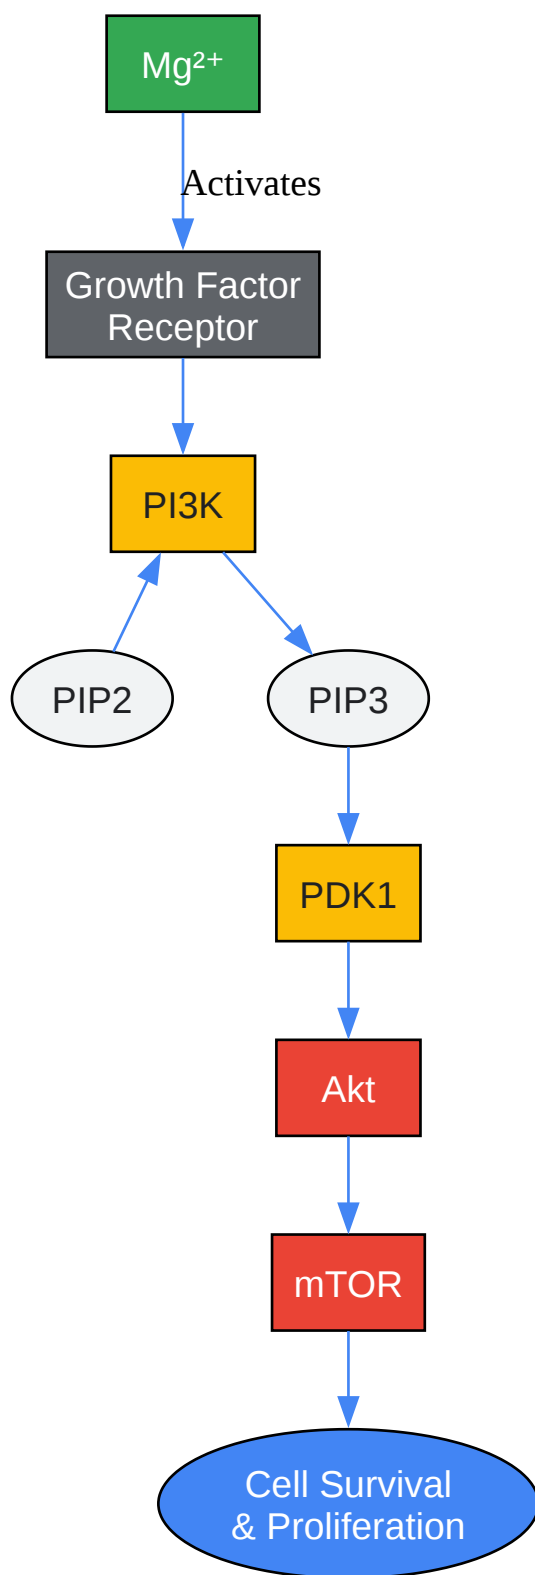 Mg²⁺
Activates
Growth Factor
Receptor
PI3K
PIP2
PIP3
PDK1
Akt
mTOR
Cell Survival
& Proliferation